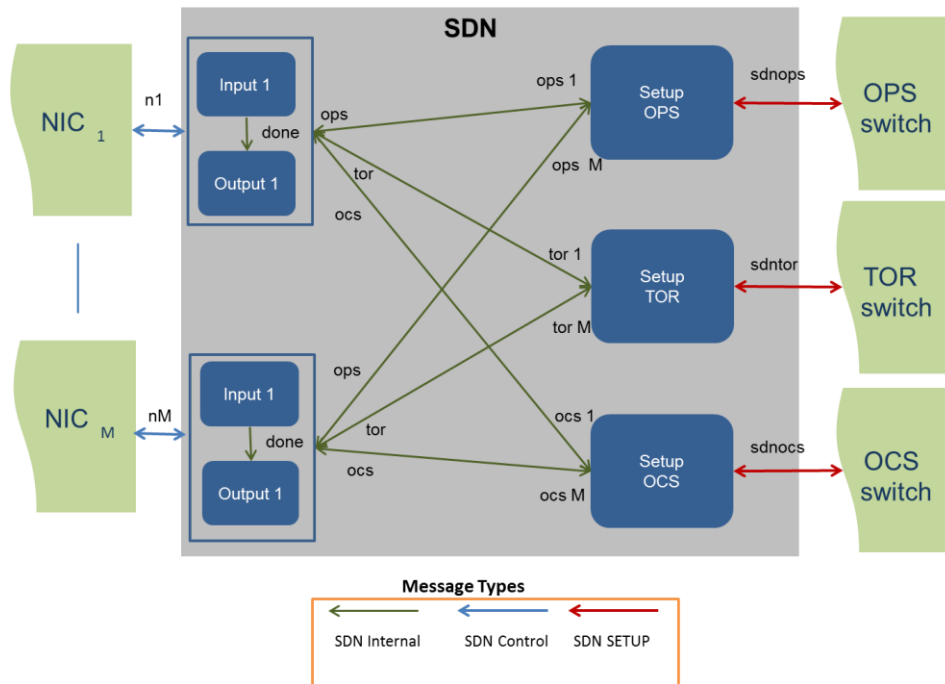 SDN
NIC 1
n1
Input 1
done
Output 1
ops
tor
ocs
ops 1
ops M
Setup
OPS
sdnops
OPS
switch
tor 1
tor M
Setup
TOR
sdntor
TOR
switch
NIC M
nM
Input 1
done
Output 1
ops
tor
ocs
ocs 1
ocs M
Setup
OCS
sdnocs
OCS
switch
Message Types
SDN Internal
SDN Control
SDN SETUP